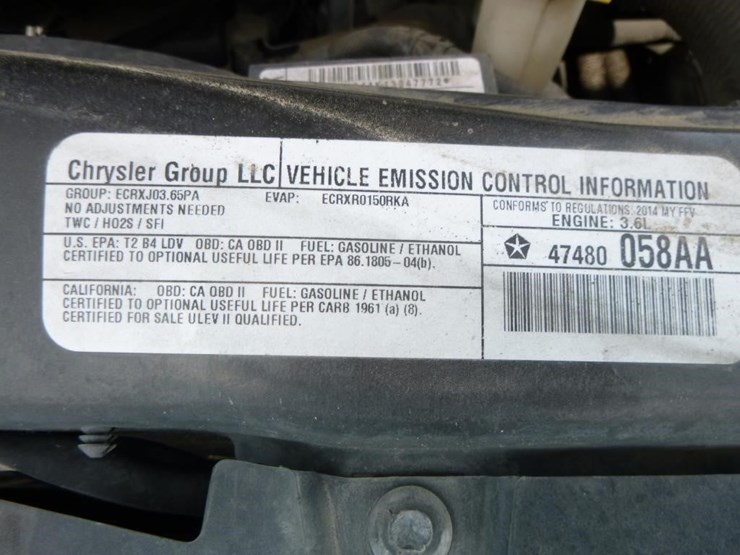 Chrysler Group LLC VEHICLE EMISSION CONTROL INFORMATION
GROUP: ECRXJ03.65PA EVAP: ECRXR0150RKA
NO ADJUSTMENTS NEEDED
TWC / HO2S / SFI
CONFORMS TO REGULATIONS: 2014 MY FFV
ENGINE: 3.6L
U.S. EPA: T2 B4 LDV OBD: CA OBD II FUEL: GASOLINE / ETHANOL
CERTIFIED TO OPTIONAL USEFUL LIFE PER EPA 86.1805-04(b).
47480 058AA
CALIFORNIA: OBD: CA OBD II FUEL: GASOLINE / ETHANOL
CERTIFIED TO OPTIONAL USEFUL LIFE PER CARB 1961 (a) (8).
CERTIFIED FOR SALE ULEV II QUALIFIED.